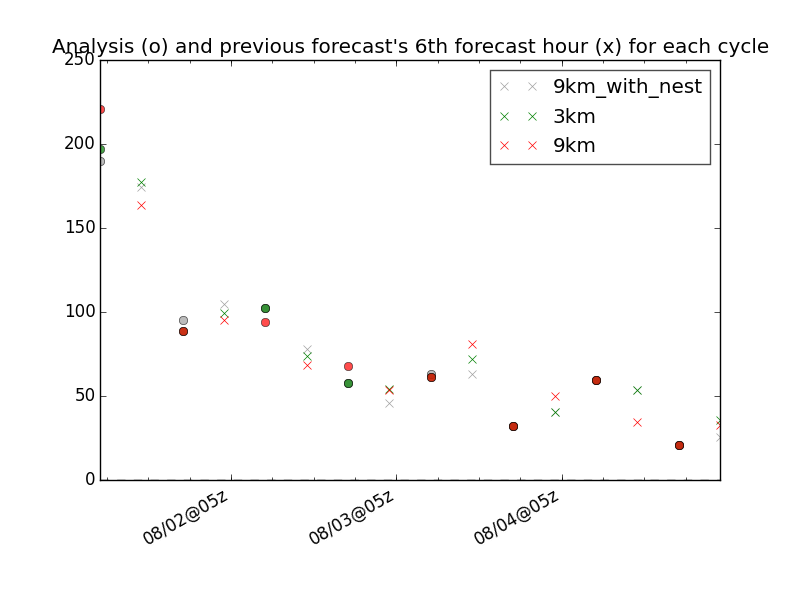 Analysis (o) and previous forecast's 6th forecast hour (x) for each cycle
250
200
150
100
50
0
9km_with_nest
3km
9km
08/02@05z
08/03@05z
08/04@05z